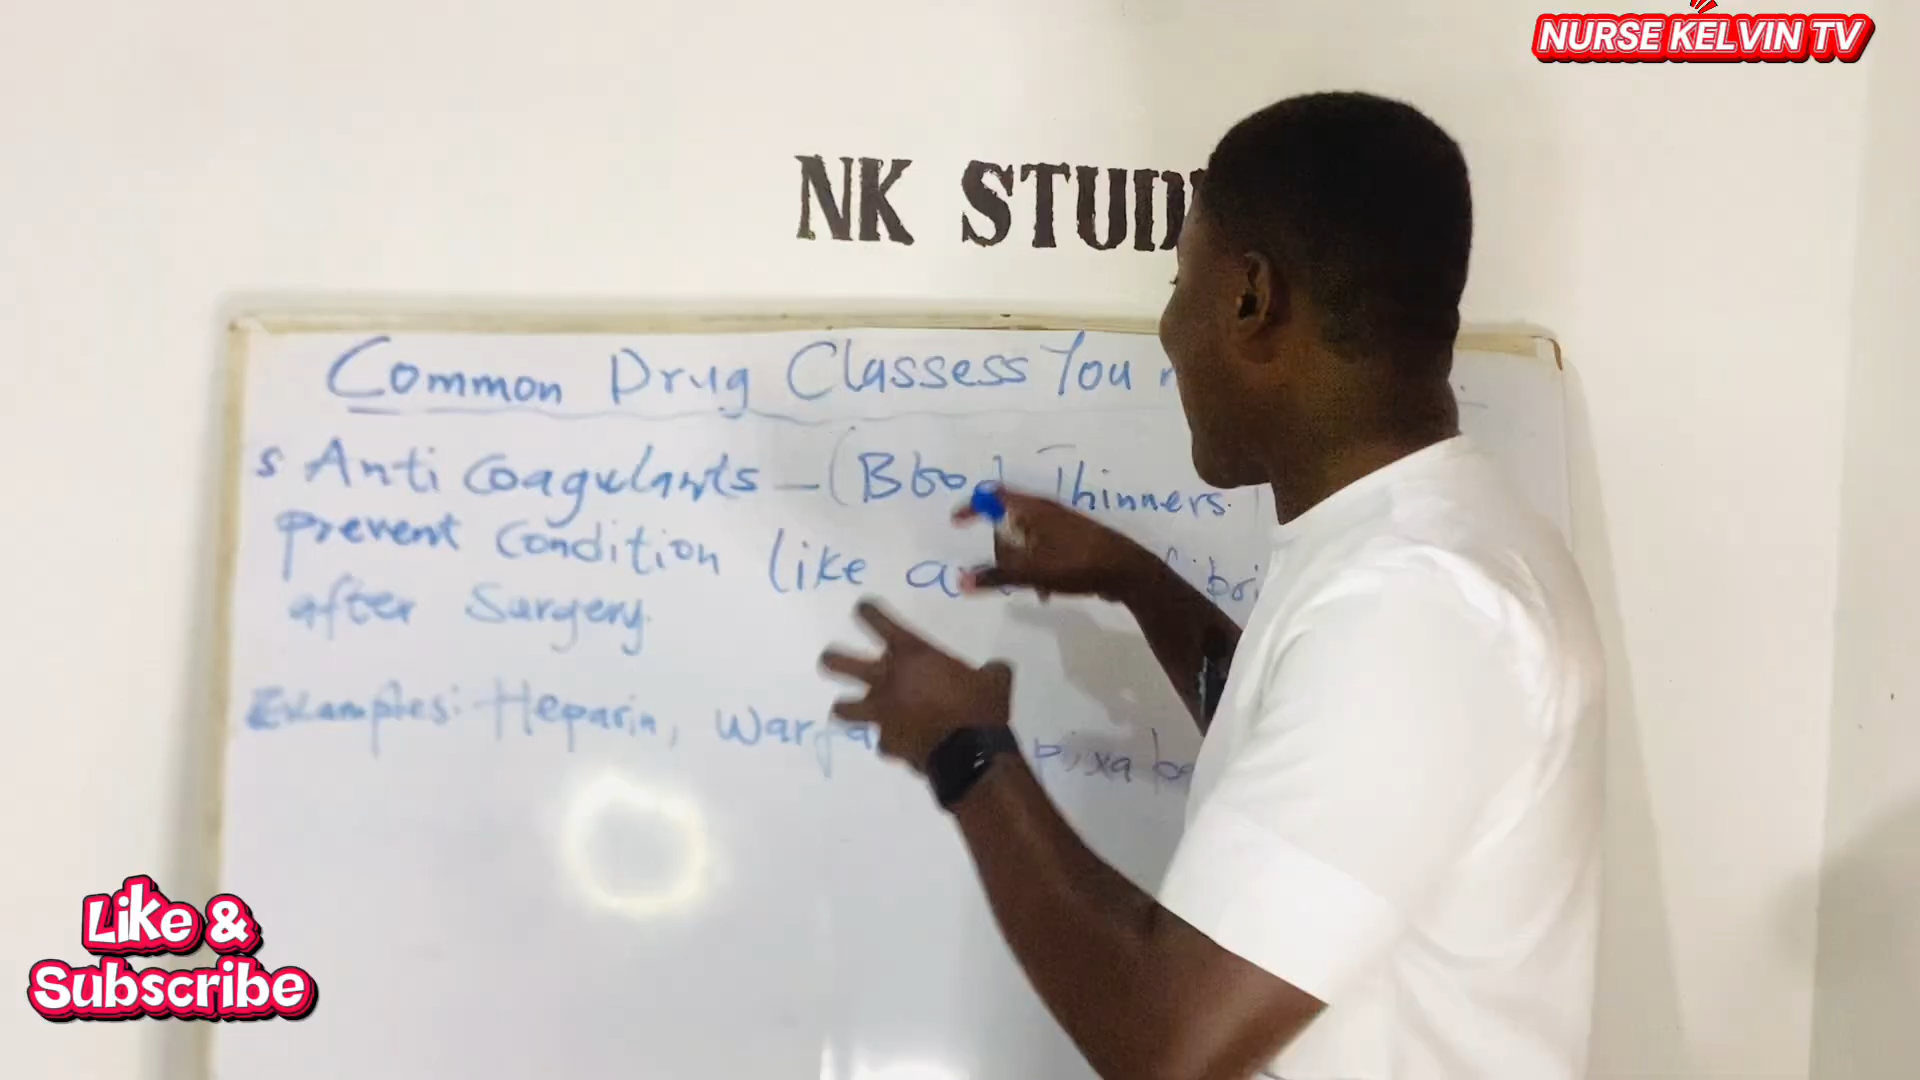 NURSE KELVIN TV
NK STUD
Common Drug Classess You
s Anti coagulants - (Blood Thinners.
prevent Condition like
after Surgery.
Examples: Heparin,
Like &
Subscribe